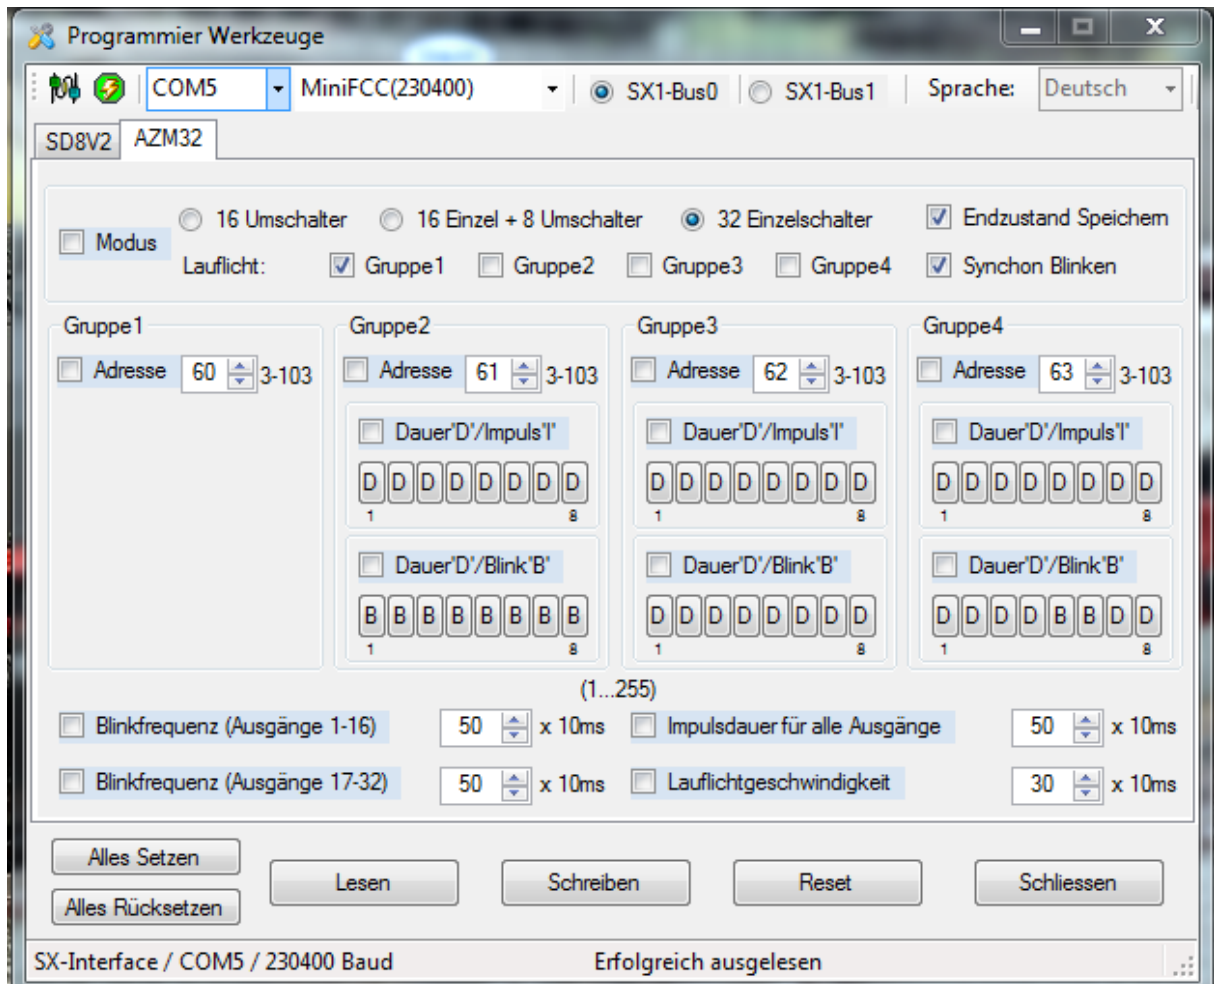 Programmier Werkzeuge
COM5 MiniFCC(230400) SX1-Bus0 SX1-Bus1 Sprache: Deutsch
SD8V2 AZM32
16 Umschalter 16 Einzel + 8 Umschalter 32 Einzelschalter Endzustand Speichern
Modus
Lauflicht: Gruppe1 Gruppe2 Gruppe3 Gruppe4 Synchon Blinken
Gruppe1 Gruppe2 Gruppe3 Gruppe4
Adresse 60 3-103 Adresse 61 3-103 Adresse 62 3-103 Adresse 63 3-103
Dauer"D"/Impuls"I" Dauer"D"/Impuls"I" Dauer"D"/Impuls"I"
D D D D D D D D D D D D D D D D D D D D D D D D
1 8 1 8 1 8
Dauer"D"/Blink"B" Dauer"D"/Blink"B" Dauer"D"/Blink"B"
B B B B B B B B D D D D D D D D D D D D B B D D
1 8 1 8 1 8
(1...255)
Blinkfrequenz (Ausgänge 1-16) 50 x 10ms Impulsdauer für alle Ausgänge 50 x 10ms
Blinkfrequenz (Ausgänge 17-32) 50 x 10ms Lauflichtgeschwindigkeit 30 x 10ms
Alles Setzen
Lesen Schreiben Reset Schliessen
Alles Rücksetzen
SX-Interface / COM5 / 230400 Baud Erfolgreich ausgelesen